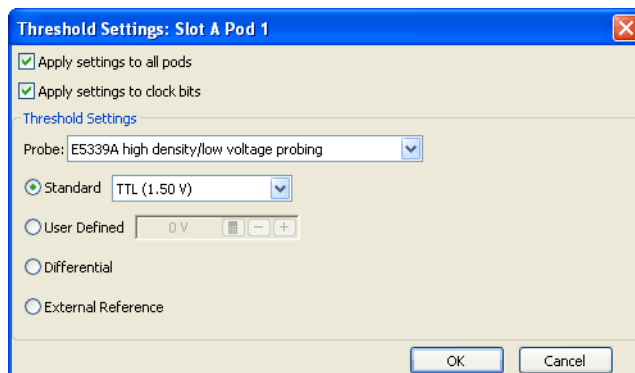 Threshold Settings: Slot A Pod 1
Apply settings to all pods
Apply settings to clock bits
Threshold Settings
Probe: E5339A high density/low voltage probing
Standard TTL (1.50 V)
User Defined 0 V
Differential
External Reference
OK Cancel